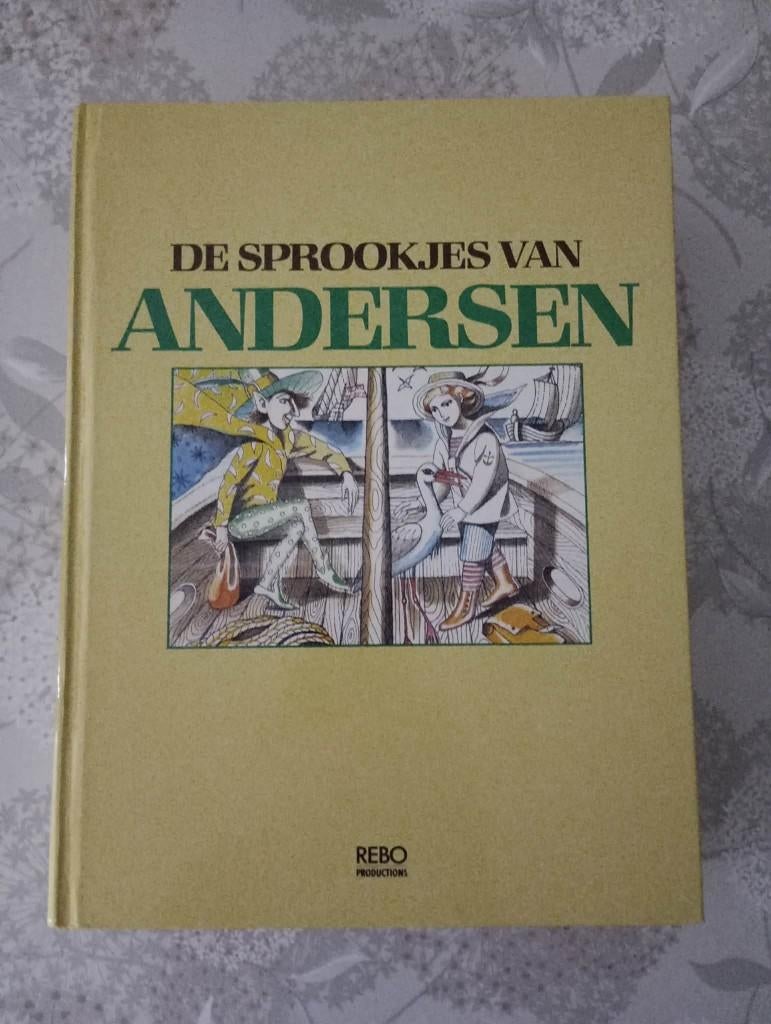 DE SPROOKJES VAN
ANDERSEN
REBO
PRODUCTIONS